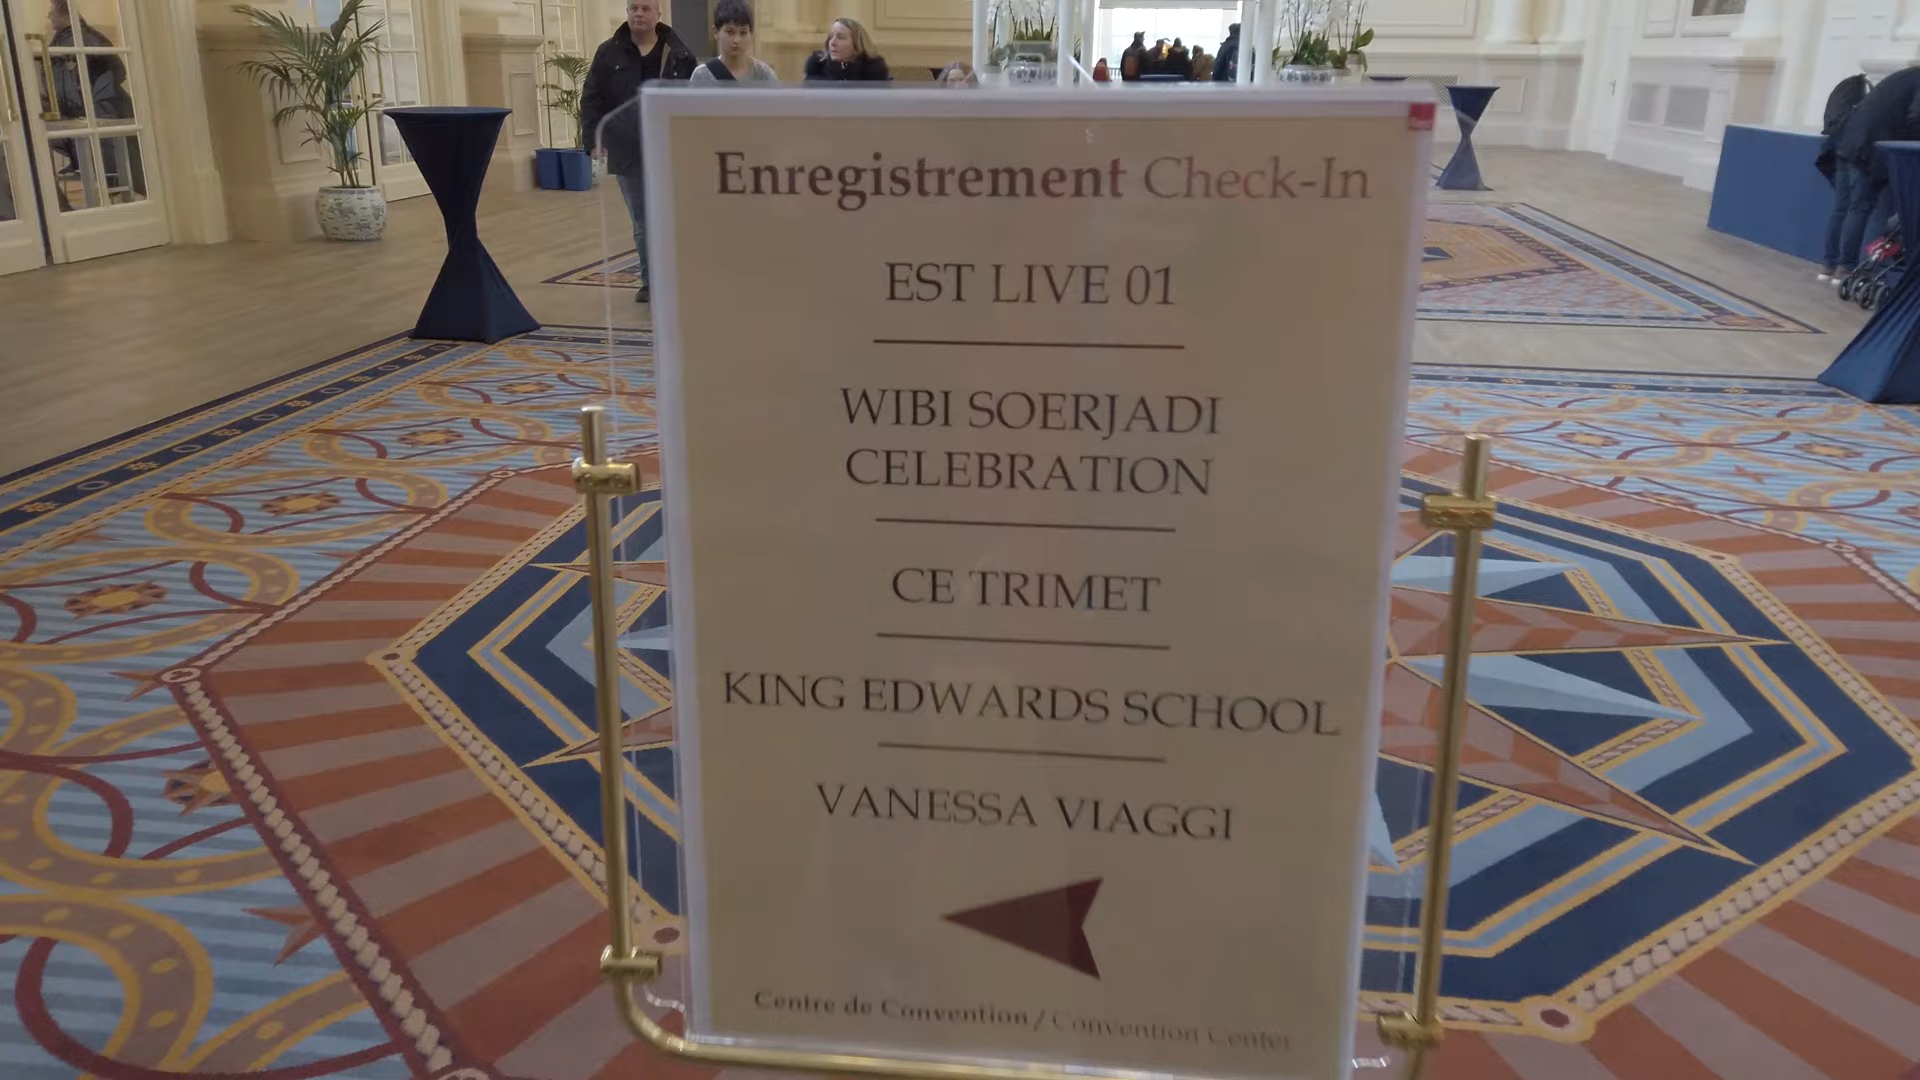 Enregistrement Check-In
EST LIVE 01
WIBI SOERJADI
CELEBRATION
CE TRIMET
KING EDWARDS SCHOOL
VANESSA VIAGGI
Centre de Convention / Convention Center